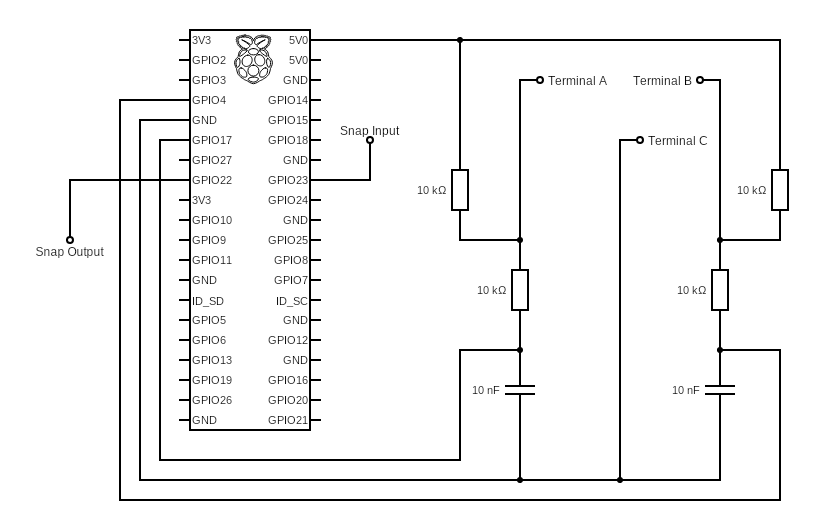 3V3 5V0
GPIO2 5V0
GPIO3 GND
Terminal A Terminal B
GPIO4 GPIO14
GND GPIO15
Snap Input
GPIO17 GPIO18
Terminal C
GPIO27 GND
GPIO22 GPIO23
10 kΩ 10 kΩ
3V3 GPIO24
GPIO10 GND
GPIO9 GPIO25
Snap Output
GPIO11 GPIO8
GND GPIO7
10 kΩ 10 kΩ
ID_SD ID_SC
GPIO5 GND
GPIO6 GPIO12
GPIO13 GND
GPIO19 GPIO16
10 nF 10 nF
GPIO26 GPIO20
GND GPIO21